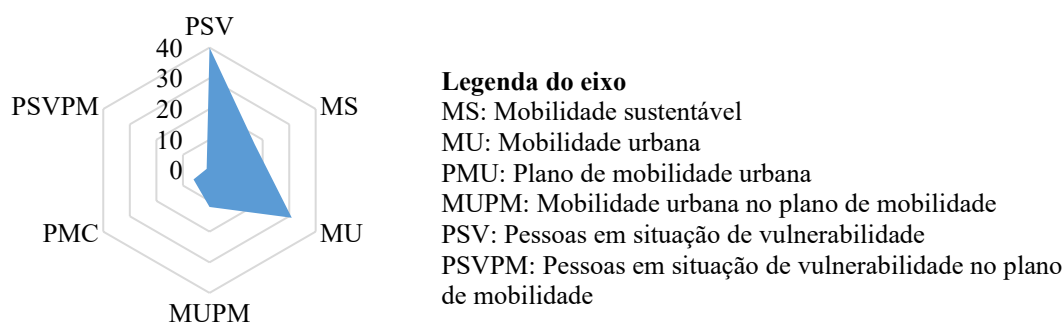 PSV
40
30
20
10
0
PSVPM
MS
PMC
MU
MUPM
Legenda do eixo
MS: Mobilidade sustentável
MU: Mobilidade urbana
PMU: Plano de mobilidade urbana
MUPM: Mobilidade urbana no plano de mobilidade
PSV: Pessoas em situação de vulnerabilidade
PSVPM: Pessoas em situação de vulnerabilidade no plano
de mobilidade